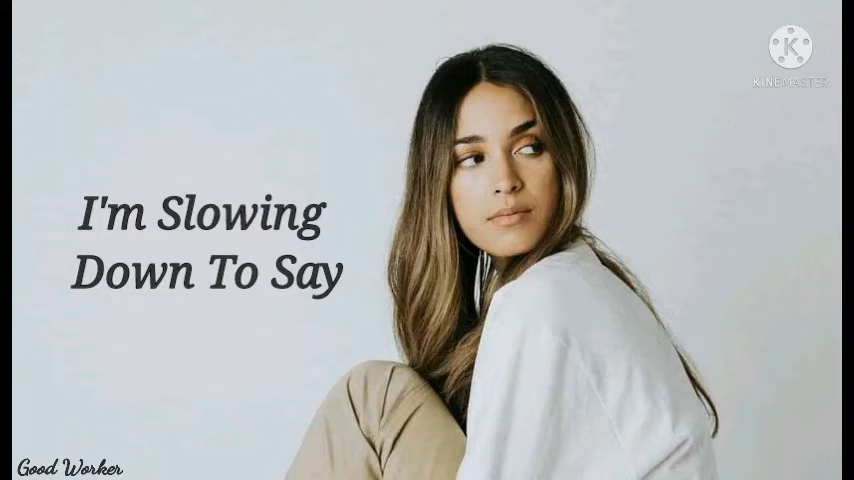 I'm Slowing
Down To Say
K
KINEMASTER
Good Worker